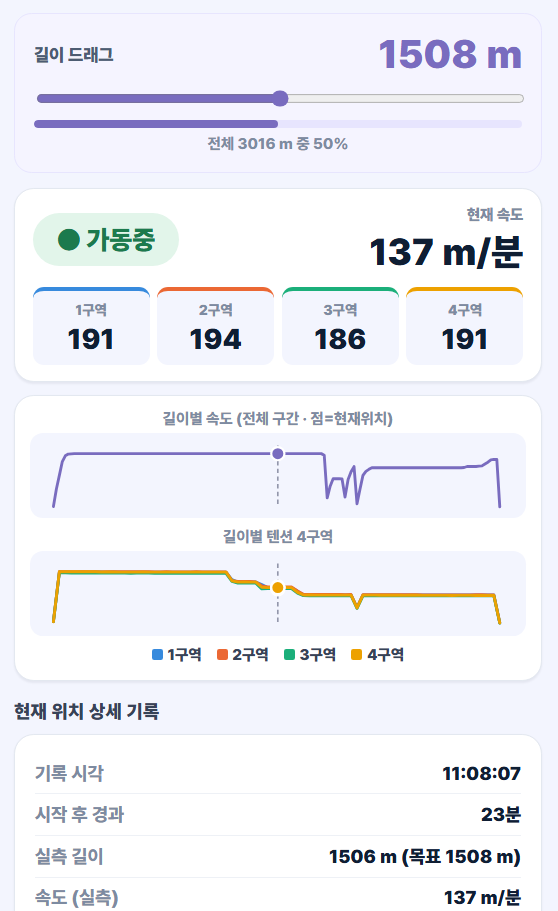 길이 드래그
1508 m
전체 3016 m 중 50%
가동중
현재 속도
137 m/분
1구역 2구역 3구역 4구역
191 194 186 191
길이별 속도 (전체 구간 · 점=현재위치)
길이별 텐션 4구역
1구역 2구역 3구역 4구역
현재 위치 상세 기록
기록 시각 11:08:07
시작 후 경과 23분
실측 길이 1506 m (목표 1508 m)
속도 (실측) 137 m/분